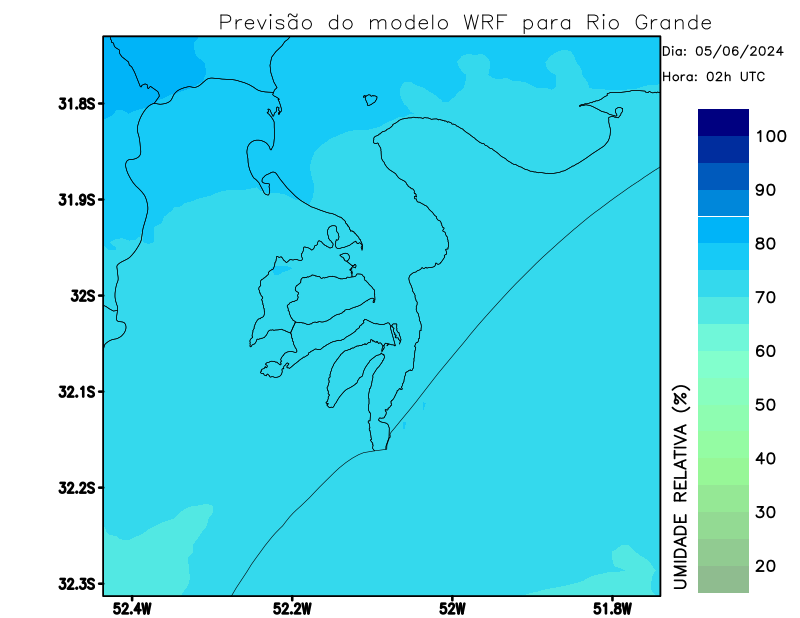 Previsão do modelo WRF para Rio Grande
Dia: 05/06/2024
Hora: 02h UTC
31.8S
31.9S
32S
32.1S
32.2S
32.3S
52.4W
52.2W
52W
51.8W
100
90
80
70
60
50
40
30
20
UMIDADE RELATIVA (%)